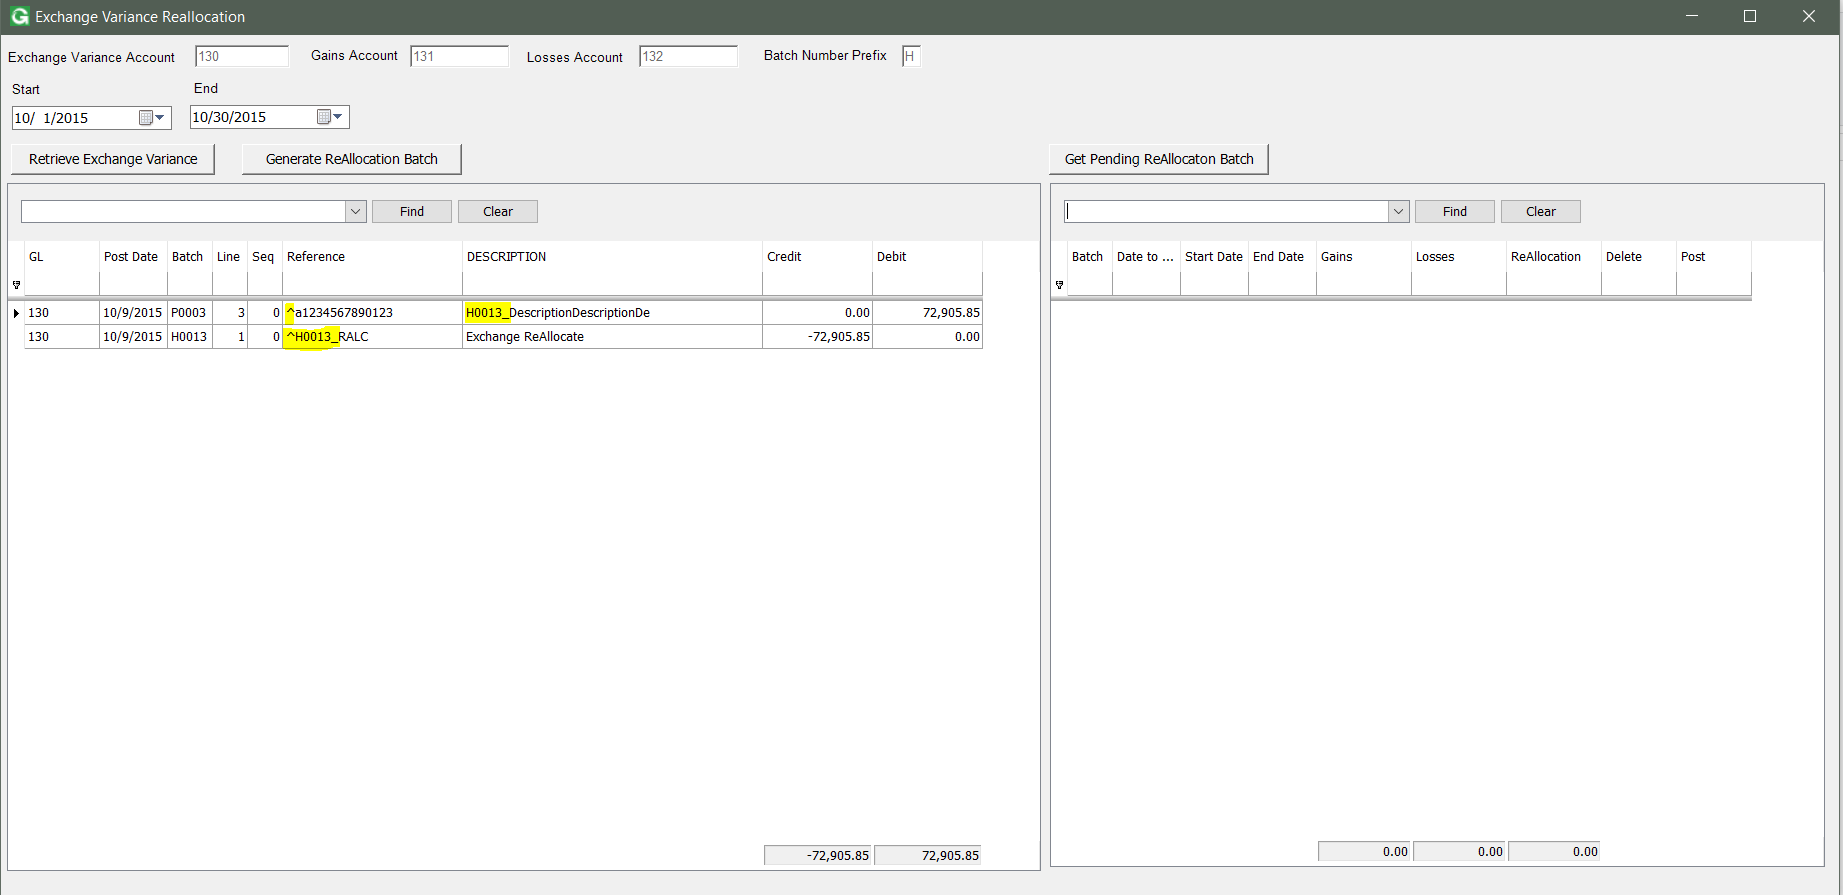 Exchange Variance Reallocation
Exchange Variance Account 130 Gains Account 131 Losses Account 132 Batch Number Prefix H
Start End
10/ 1/2015 10/30/2015
Retrieve Exchange Variance Generate ReAllocation Batch Get Pending ReAllocaton Batch
Find Clear Find Clear
GL Post Date Batch Line Seq Reference DESCRIPTION Credit Debit Batch Date to ... Start Date End Date Gains Losses ReAllocation Delete Post
130 10/9/2015 P0003 3 0 ^a1234567890123 H0013_DescriptionDescriptionDe 0.00 72,905.85
130 10/9/2015 H0013 1 0 ^H0013_RALC Exchange ReAllocate -72,905.85 0.00
-72,905.85 72,905.85 0.00 0.00 0.00